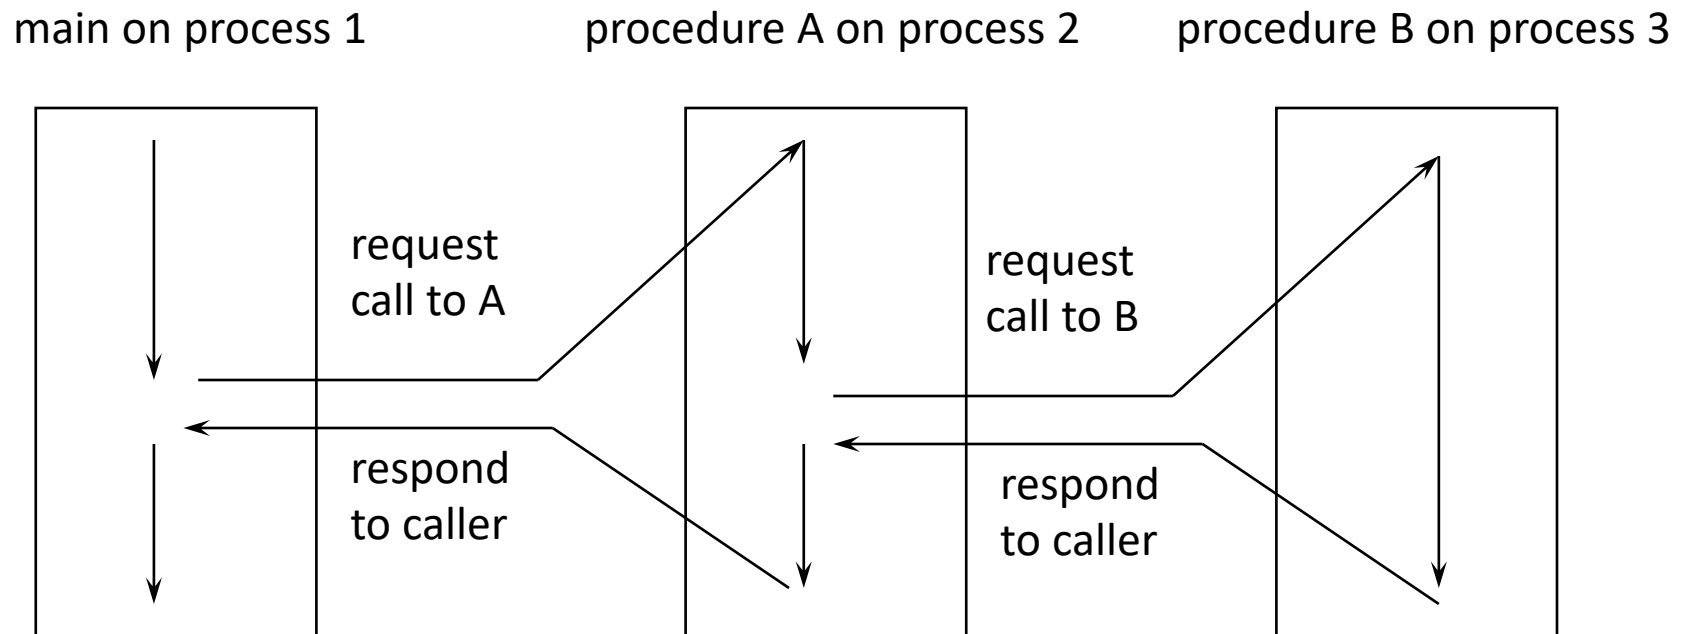 main on process 1
procedure A on process 2
procedure B on process 3
request
call to A
request
call to B
respond
to caller
respond
to caller